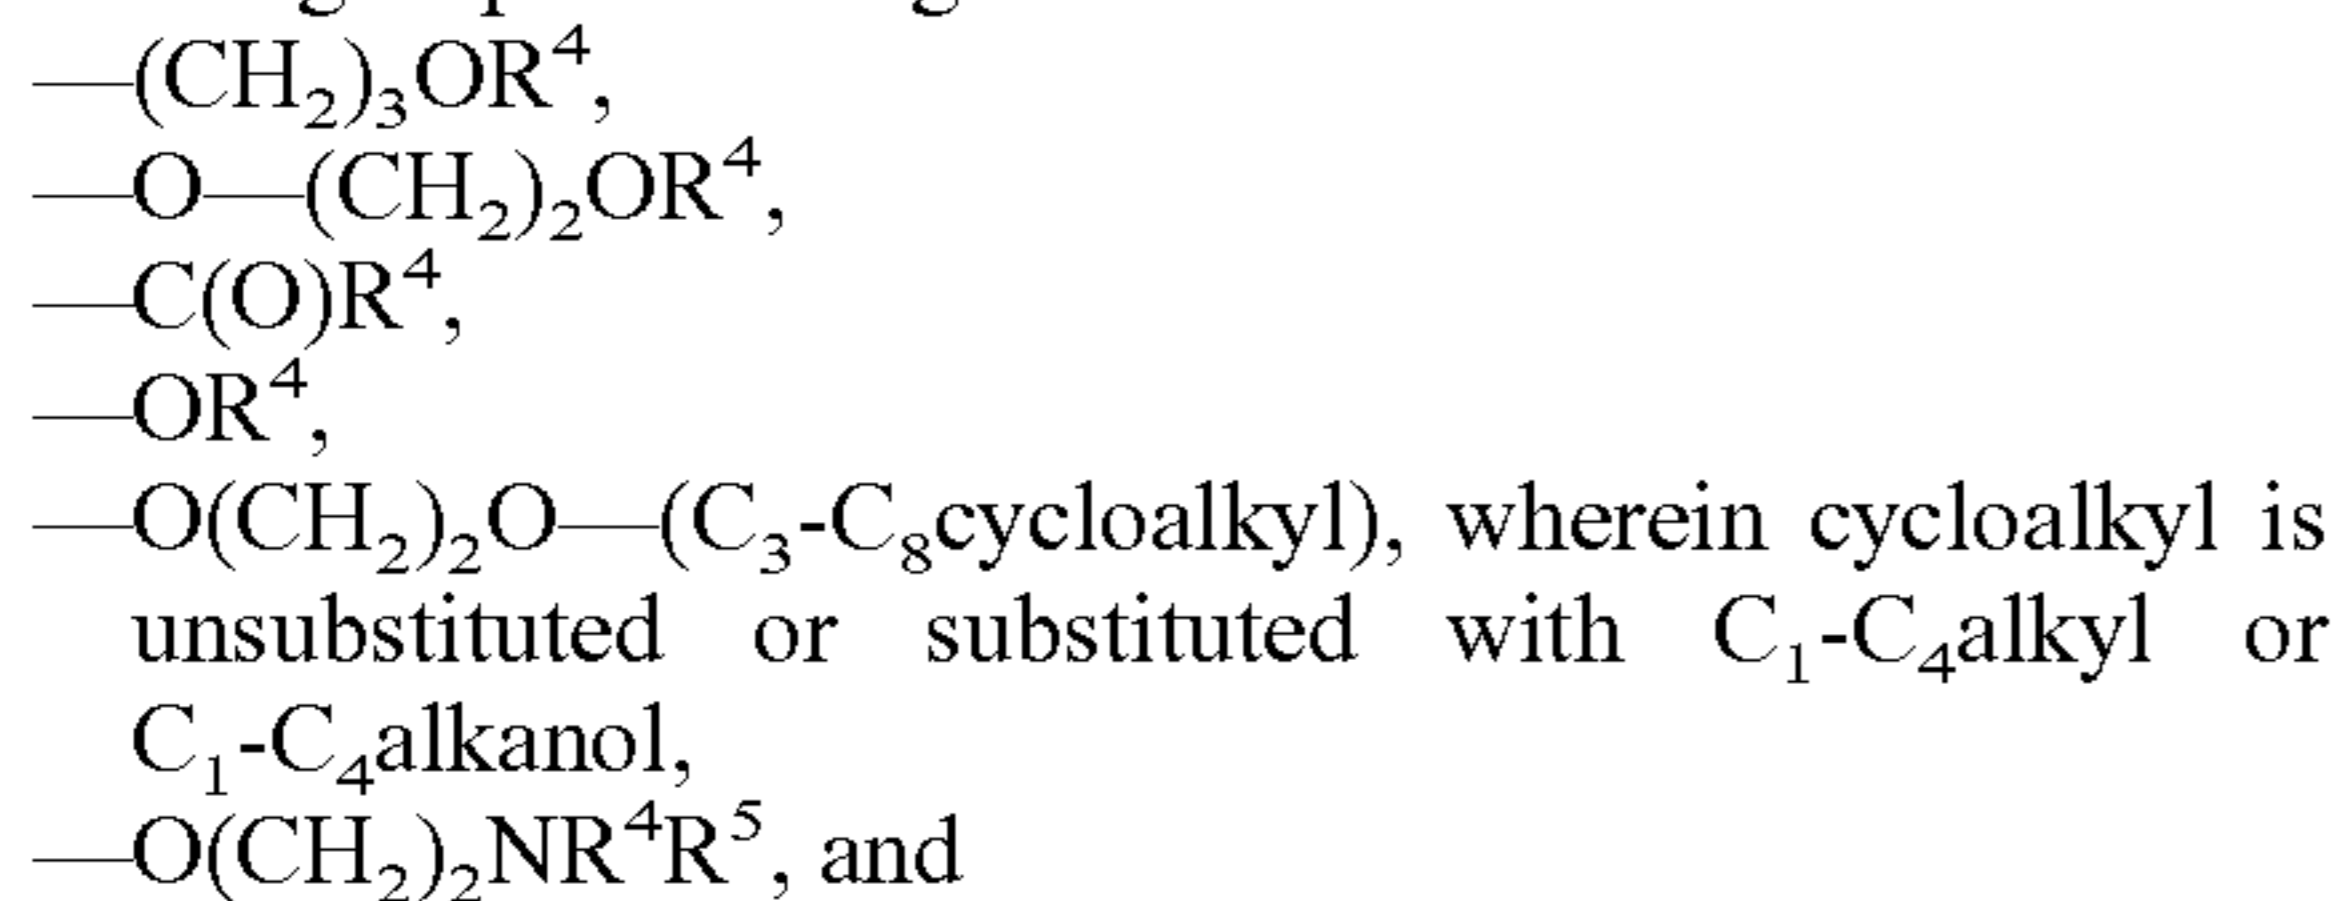 —(CH₂)₃OR⁴,
—O—(CH₂)₂OR⁴,
—C(O)R⁴,
—OR⁴,
—O(CH₂)₂O—(C₃-C₈cycloalkyl), wherein cycloalkyl is
unsubstituted or substituted with C₁-C₄alkyl or
C₁-C₄alkanol,
—O(CH₂)₂NR⁴R⁵, and